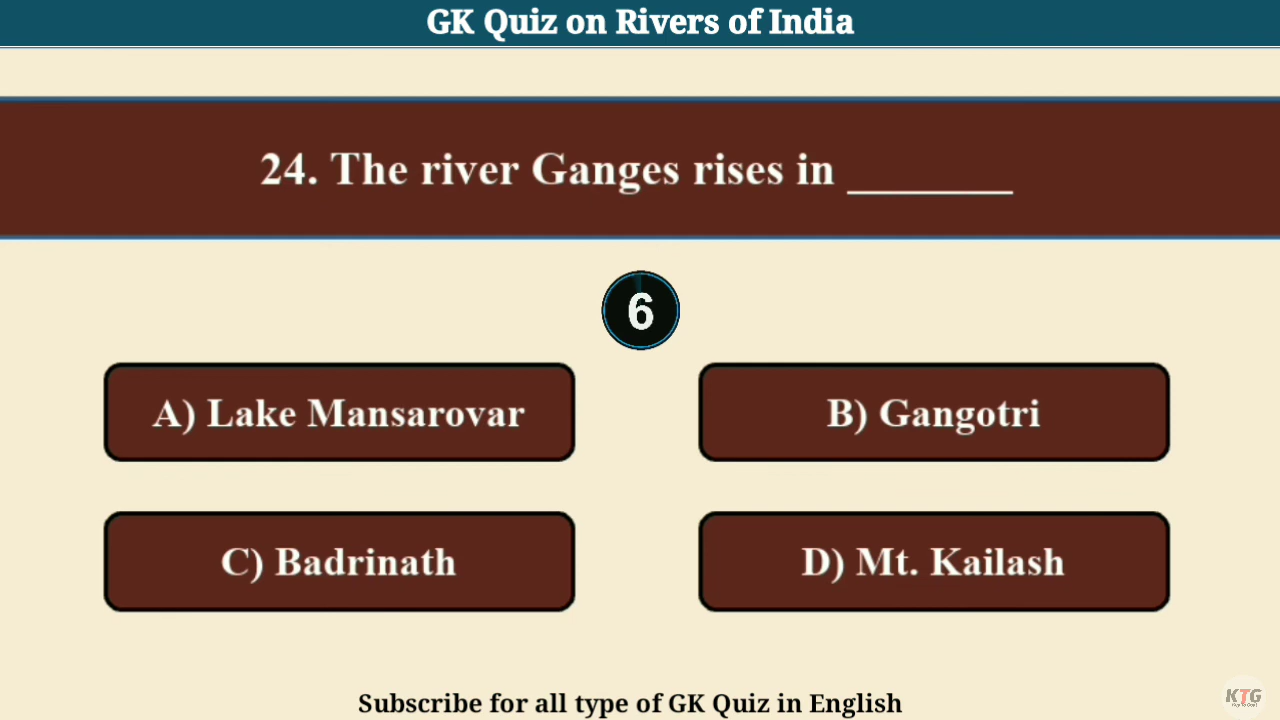 GK Quiz on Rivers of India
24. The river Ganges rises in _______
6
A) Lake Mansarovar
B) Gangotri
C) Badrinath
D) Mt. Kailash
Subscribe for all type of GK Quiz in English
KTG